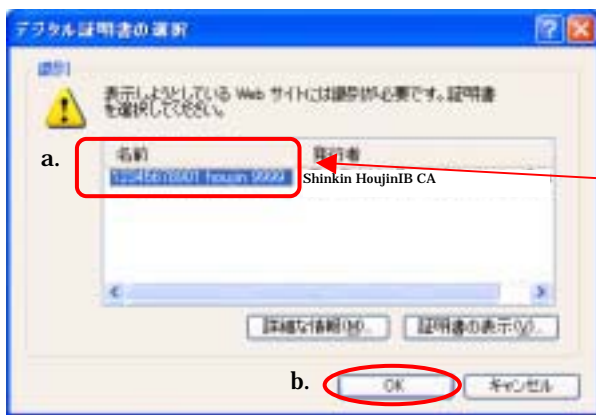 デジタル証明書の選択
識別
表示しようとしている Web サイトには識別が必要です。証明書
を選択してください。
a.
名前 発行者
houjin 9999 Shinkin HoujinIB CA
詳細な情報(M)... 証明書の表示(V)...
b. OK キャンセル